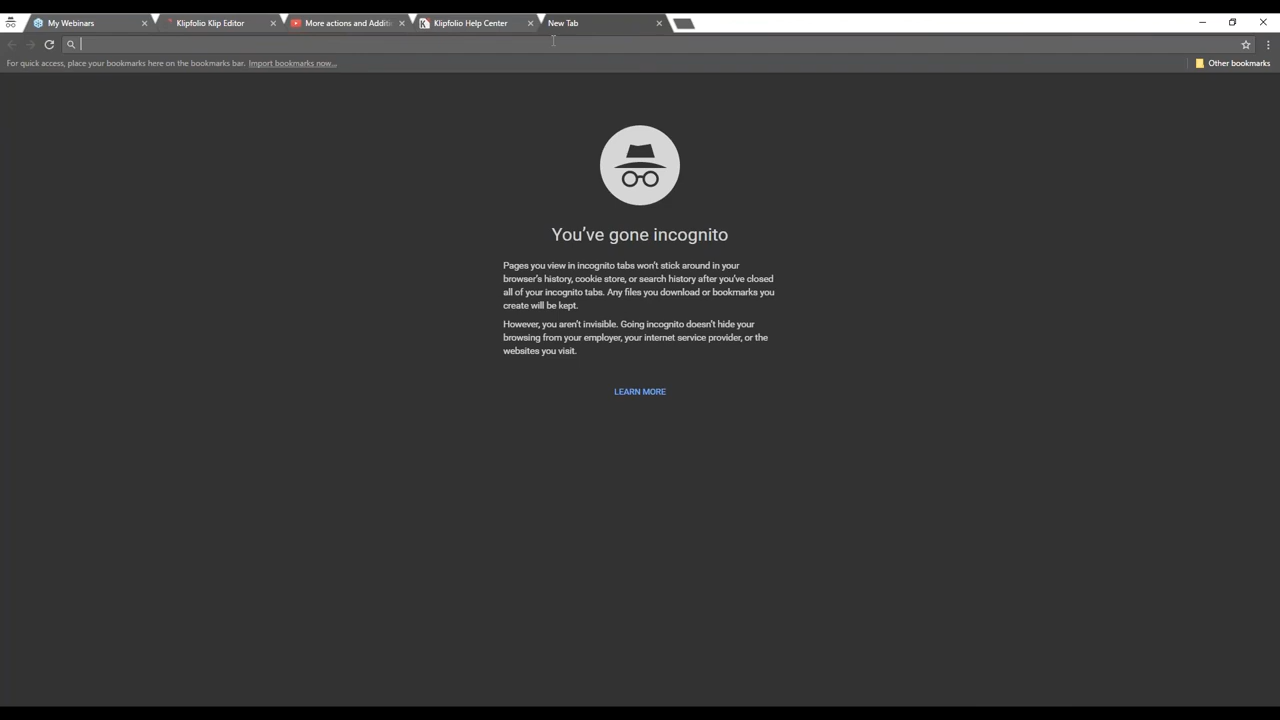 My Webinars
Klipfolio Klip Editor
More actions and Additi
Klipfolio Help Center
New Tab
For quick access, place your bookmarks here on the bookmarks bar. Import bookmarks now...
Other bookmarks
You've gone incognito
Pages you view in incognito tabs won't stick around in your
browser's history, cookie store, or search history after you've closed
all of your incognito tabs. Any files you download or bookmarks you
create will be kept.
However, you aren't invisible. Going incognito doesn't hide your
browsing from your employer, your internet service provider, or the
websites you visit.
LEARN MORE